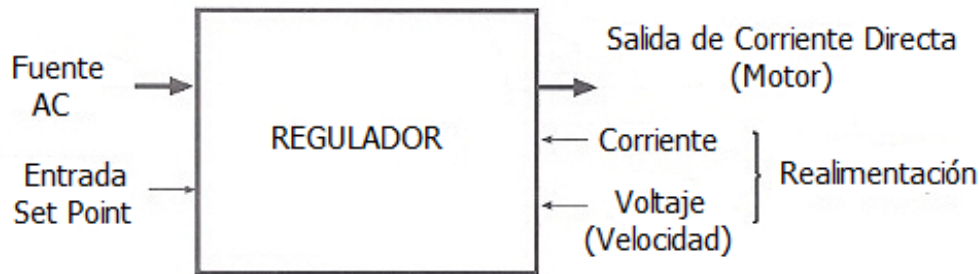 Fuente
AC
Entrada
Set Point
REGULADOR
Salida de Corriente Directa
(Motor)
Corriente
Voltaje
(Velocidad)
Realimentación